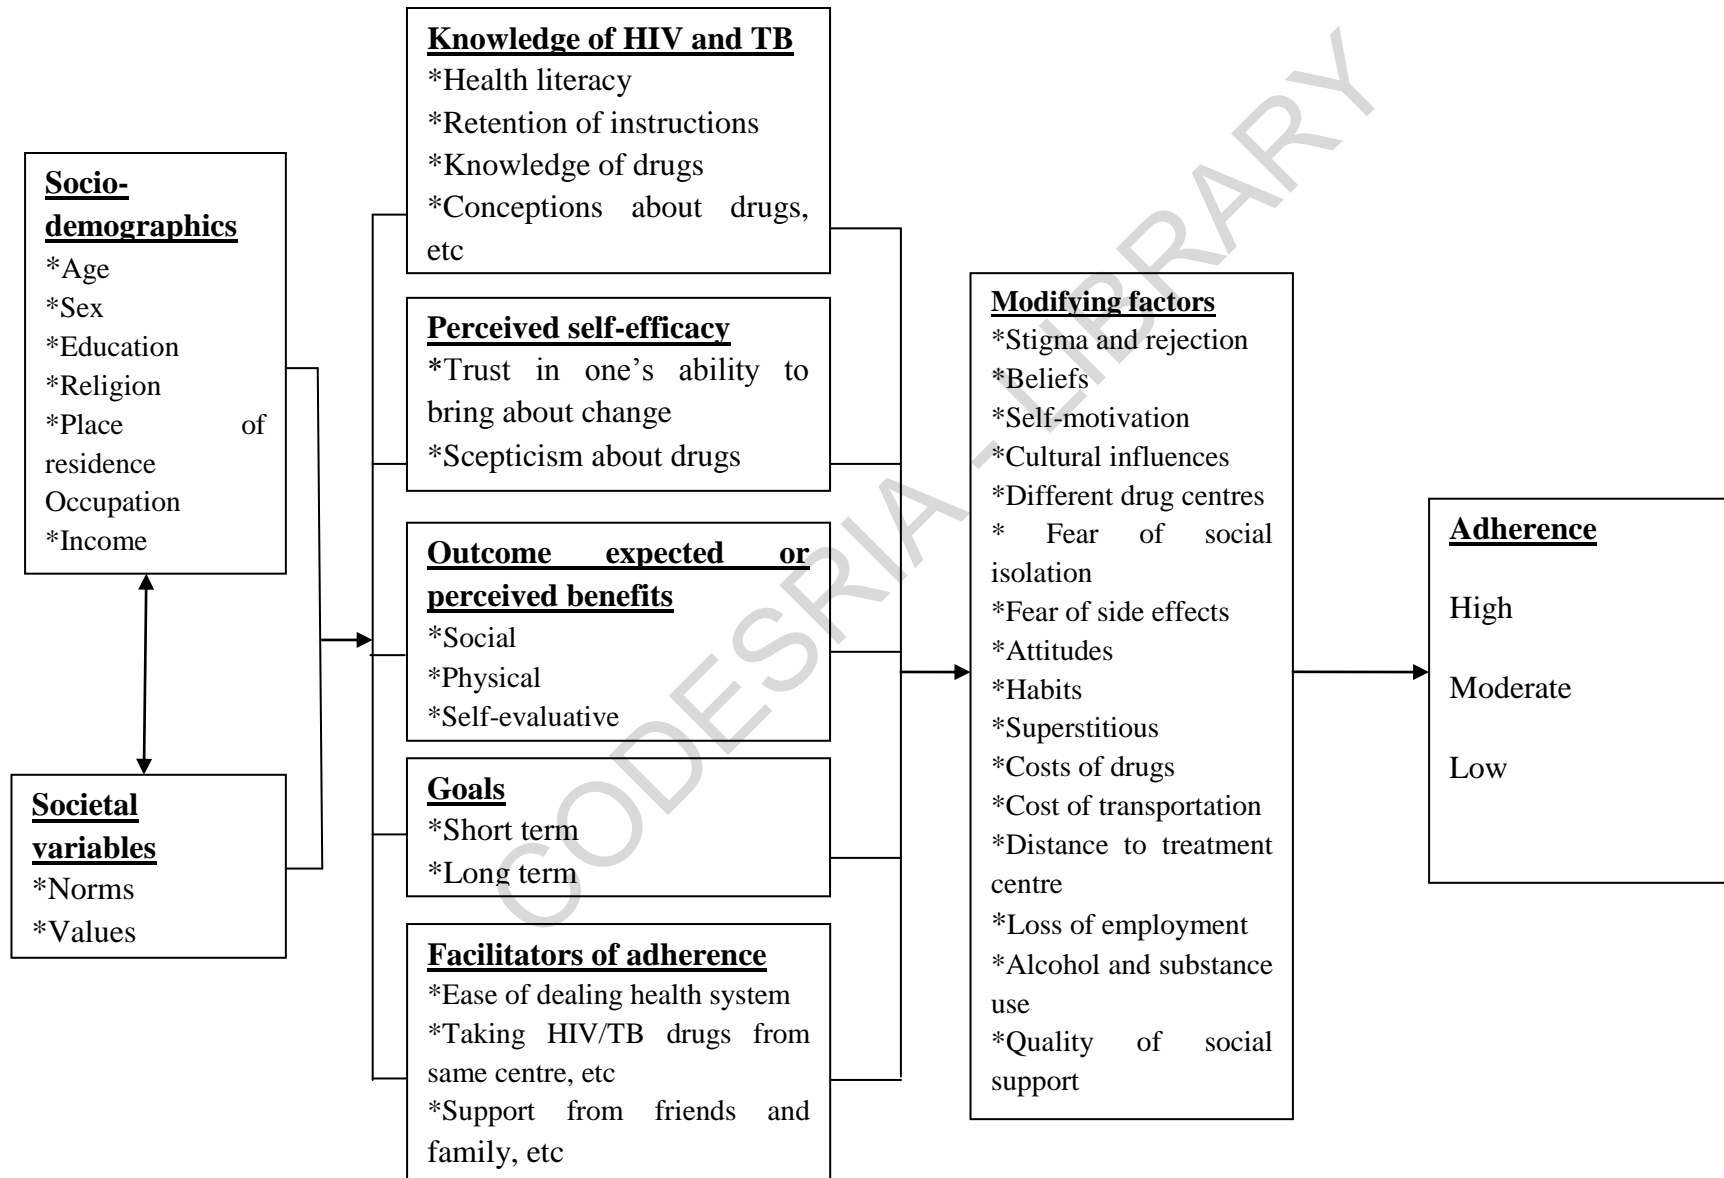 Socio-
demographics
*Age
*Sex
*Education
*Religion
*Place of
residence
Occupation
*Income
Societal
variables
*Norms
*Values
Knowledge of HIV and TB
*Health literacy
*Retention of instructions
*Knowledge of drugs
*Conceptions about drugs,
etc
Perceived self-efficacy
*Trust in one’s ability to
bring about change
*Scepticism about drugs
Outcome expected or
perceived benefits
*Social
*Physical
*Self-evaluative
Goals
*Short term
*Long term
Facilitators of adherence
*Ease of dealing health system
*Taking HIV/TB drugs from
same centre, etc
*Support from friends and
family, etc
Modifying factors
*Stigma and rejection
*Beliefs
*Self-motivation
*Cultural influences
*Different drug centres
* Fear of social
isolation
*Fear of side effects
*Attitudes
*Habits
*Superstitious
*Costs of drugs
*Cost of transportation
*Distance to treatment
centre
*Loss of employment
*Alcohol and substance
use
*Quality of social
support
Adherence
High
Moderate
Low
CODESRIA - LIBRARY